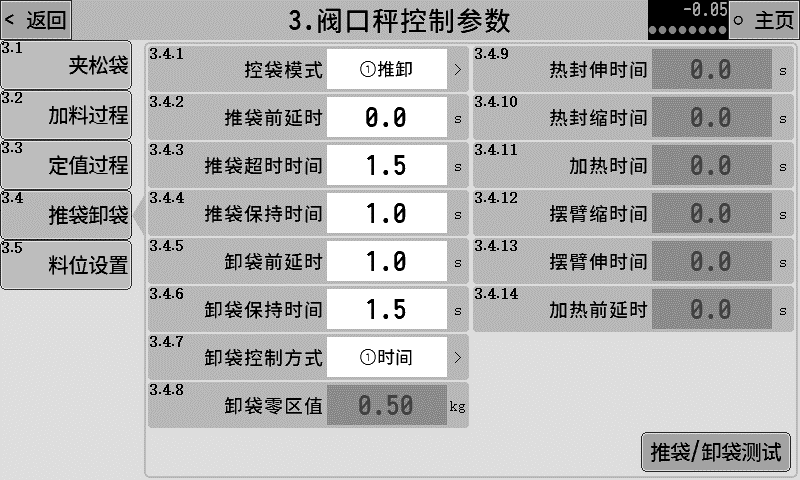 < 返回
3.阀口秤控制参数
-0.05
主页
3.1
夹松袋
3.2
加料过程
3.3
定值过程
3.4
推袋卸袋
3.5
料位设置
3.4.1 控袋模式 ①推卸 >
3.4.2 推袋前延时 0.0 s
3.4.3 推袋超时时间 1.5 s
3.4.4 推袋保持时间 1.0 s
3.4.5 卸袋前延时 1.0 s
3.4.6 卸袋保持时间 1.5 s
3.4.7 卸袋控制方式 ①时间 >
3.4.8 卸袋零区值 0.50 kg
3.4.9 热封伸时间 0.0 s
3.4.10 热封缩时间 0.0 s
3.4.11 加热时间 0.0 s
3.4.12 摆臂缩时间 0.0 s
3.4.13 摆臂伸时间 0.0 s
3.4.14 加热前延时 0.0 s
推袋/卸袋测试